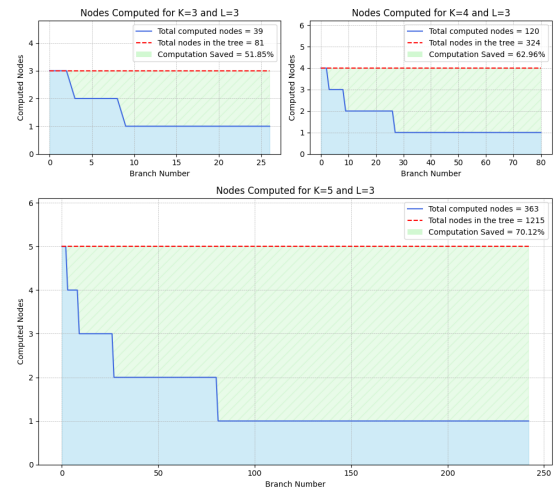 Nodes Computed for K=3 and L=3
Total computed nodes = 39
Total nodes in the tree = 81
Computation Saved = 51.85%
Computed Nodes
4
3
2
1
0
0 5 10 15 20 25
Branch Number
Nodes Computed for K=4 and L=3
Total computed nodes = 120
Total nodes in the tree = 324
Computation Saved = 62.96%
Computed Nodes
6
5
4
3
2
1
0
0 10 20 30 40 50 60 70 80
Branch Number
Nodes Computed for K=5 and L=3
Total computed nodes = 363
Total nodes in the tree = 1215
Computation Saved = 70.12%
Computed Nodes
6
5
4
3
2
1
0
0 50 100 150 200 250
Branch Number